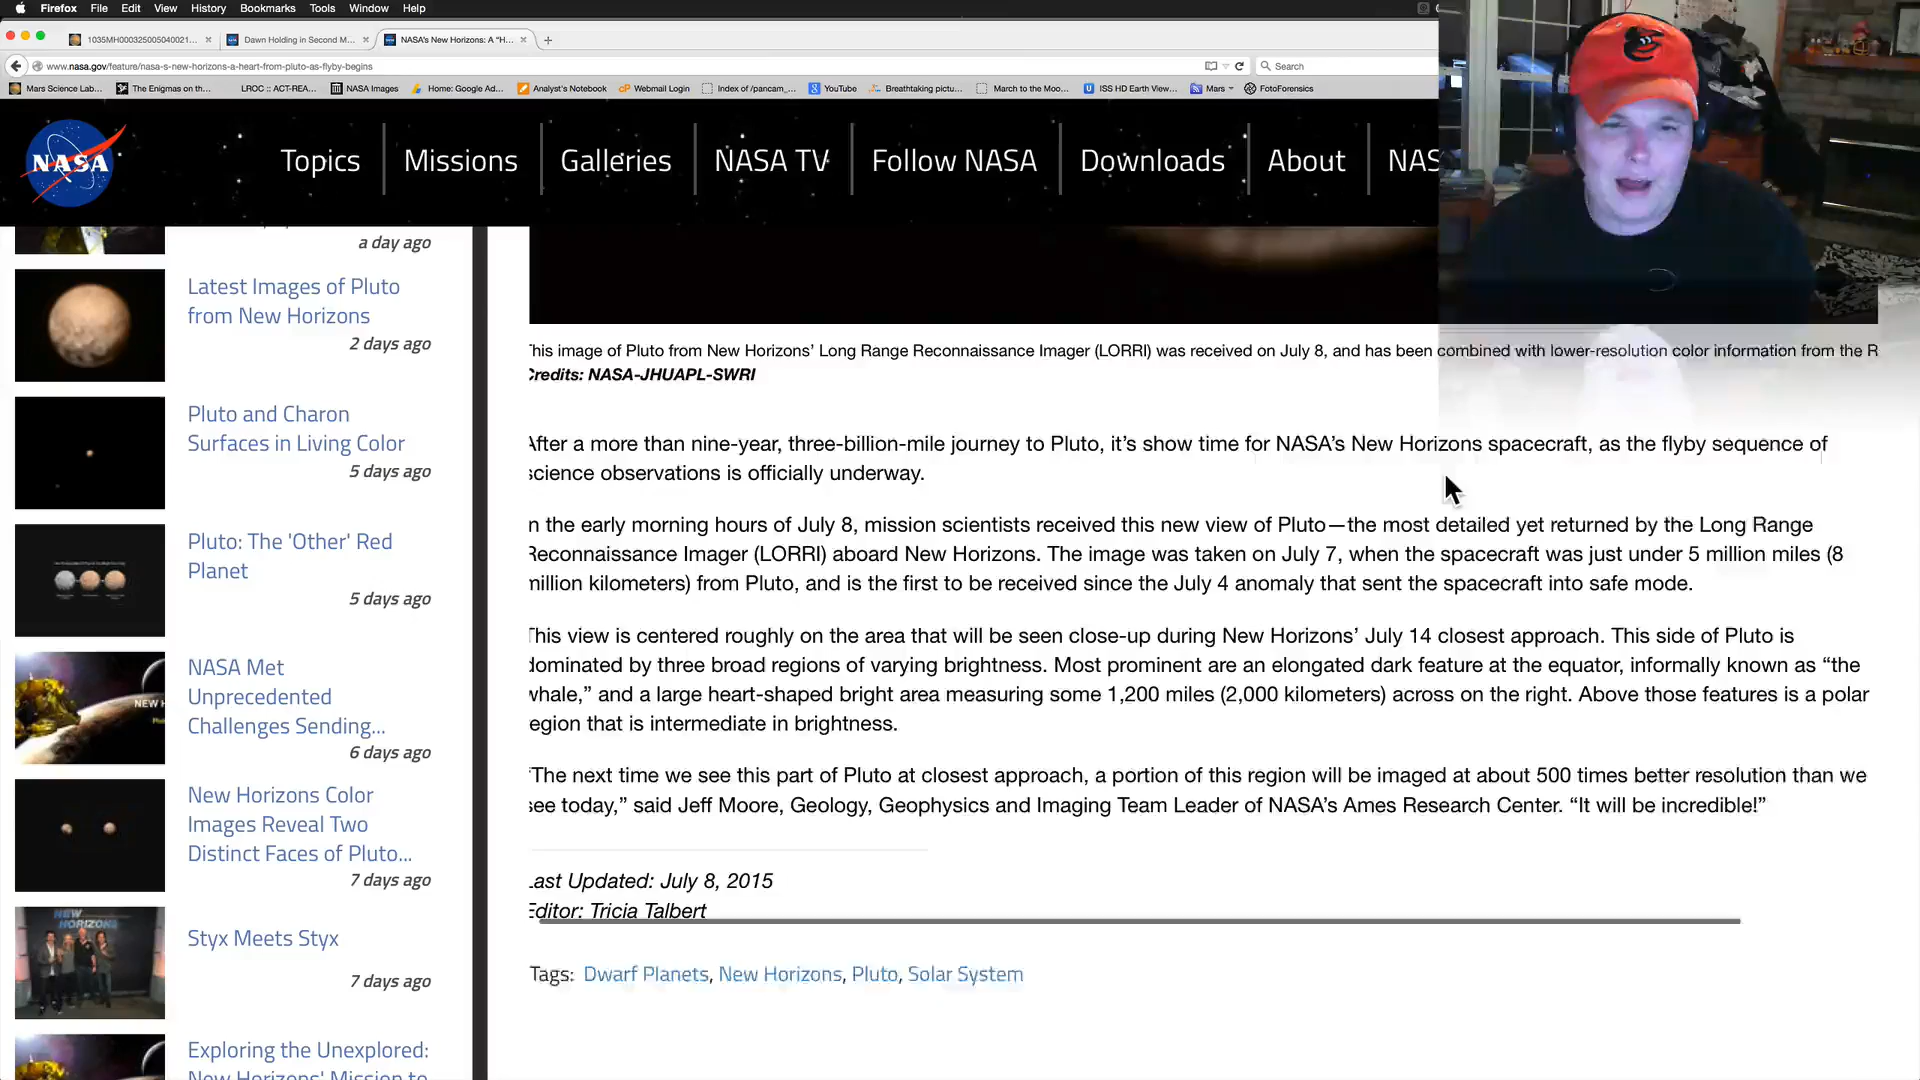 Firefox File Edit View History Bookmarks Tools Window Help
1035MH000325005040021... Dawn Holding in Second M... NASA's New Horizons: A "H...
www.nasa.gov/feature/nasa-s-new-horizons-a-heart-from-pluto-as-flyby-begins Search
Mars Science Lab... The Enigmas on th... LROC :: ACT-REA... NASA Images Home: Google Ad... Analyst's Notebook Webmail Login Index of /pancam_... YouTube Breathtaking pictu... March to the Moo... ISS HD Earth View... Mars FotoForensics
NASA Topics Missions Galleries NASA TV Follow NASA Downloads About NAS
a day ago
Latest Images of Pluto
from New Horizons
2 days ago
Pluto and Charon
Surfaces in Living Color
5 days ago
Pluto: The 'Other' Red
Planet
5 days ago
NASA Met
Unprecedented
Challenges Sending...
6 days ago
New Horizons Color
Images Reveal Two
Distinct Faces of Pluto...
7 days ago
Styx Meets Styx
7 days ago
Exploring the Unexplored:
New Horizons' Mission to
NEW H
NEW
HORIZONS
This image of Pluto from New Horizons' Long Range Reconnaissance Imager (LORRI) was received on July 8, and has been combined with lower-resolution color information from the R
Credits: NASA-JHUAPL-SWRI
After a more than nine-year, three-billion-mile journey to Pluto, it's show time for NASA's New Horizons spacecraft, as the flyby sequence of
science observations is officially underway.
In the early morning hours of July 8, mission scientists received this new view of Pluto—the most detailed yet returned by the Long Range
Reconnaissance Imager (LORRI) aboard New Horizons. The image was taken on July 7, when the spacecraft was just under 5 million miles (8
million kilometers) from Pluto, and is the first to be received since the July 4 anomaly that sent the spacecraft into safe mode.
This view is centered roughly on the area that will be seen close-up during New Horizons' July 14 closest approach. This side of Pluto is
dominated by three broad regions of varying brightness. Most prominent are an elongated dark feature at the equator, informally known as “the
whale,” and a large heart-shaped bright area measuring some 1,200 miles (2,000 kilometers) across on the right. Above those features is a polar
region that is intermediate in brightness.
“The next time we see this part of Pluto at closest approach, a portion of this region will be imaged at about 500 times better resolution than we
see today,” said Jeff Moore, Geology, Geophysics and Imaging Team Leader of NASA's Ames Research Center. “It will be incredible!”
Last Updated: July 8, 2015
Editor: Tricia Talbert
Tags: Dwarf Planets, New Horizons, Pluto, Solar System